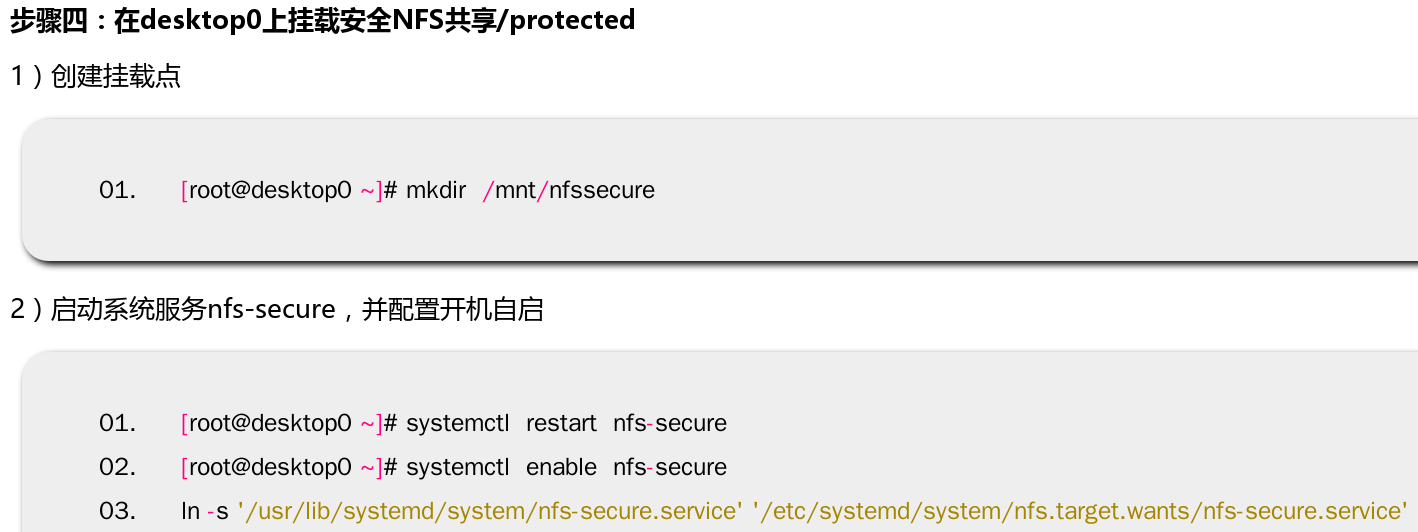 步骤四：在desktop0上挂载安全NFS共享/protected
1）创建挂载点
01. [root@desktop0 ~]# mkdir /mnt/nfssecure
2）启动系统服务nfs-secure，并配置开机自启
01. [root@desktop0 ~]# systemctl restart nfs-secure
02. [root@desktop0 ~]# systemctl enable nfs-secure
03. ln -s '/usr/lib/systemd/system/nfs-secure.service' '/etc/systemd/system/nfs.target.wants/nfs-secure.service'